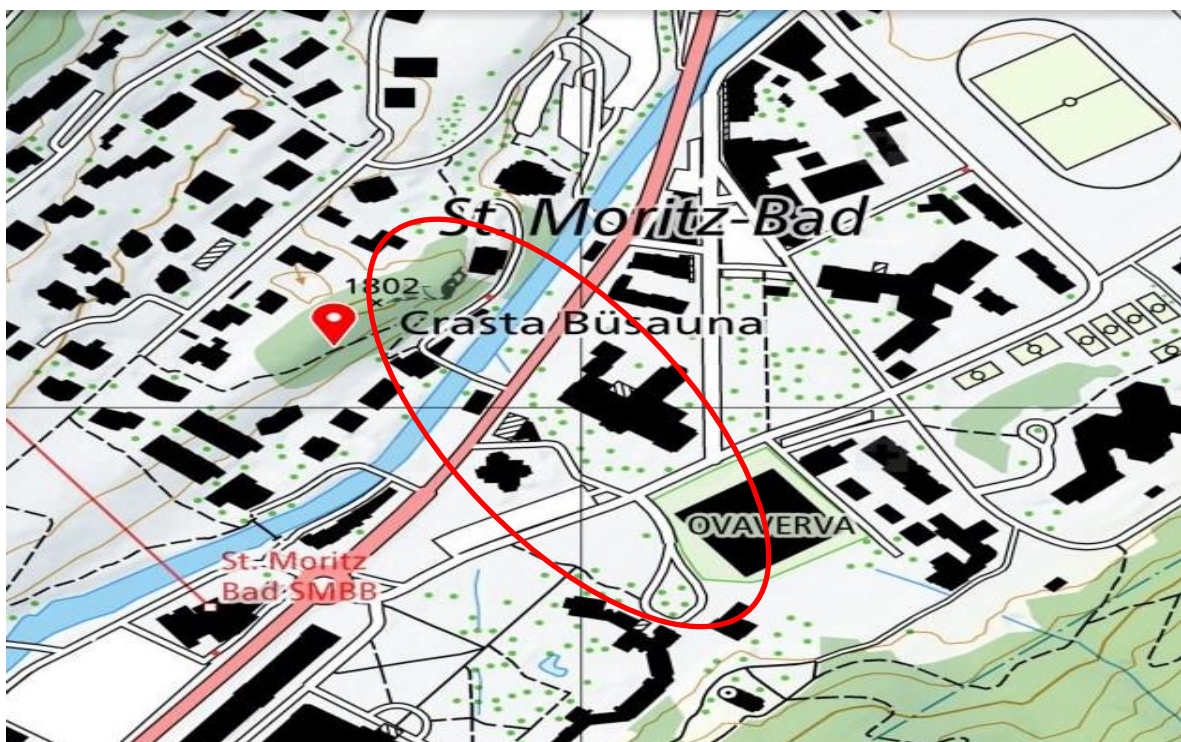 St. Moritz-Bad
1802
Crasta Büsauna
OVAVERVA
St. Moritz
Bad SMBB